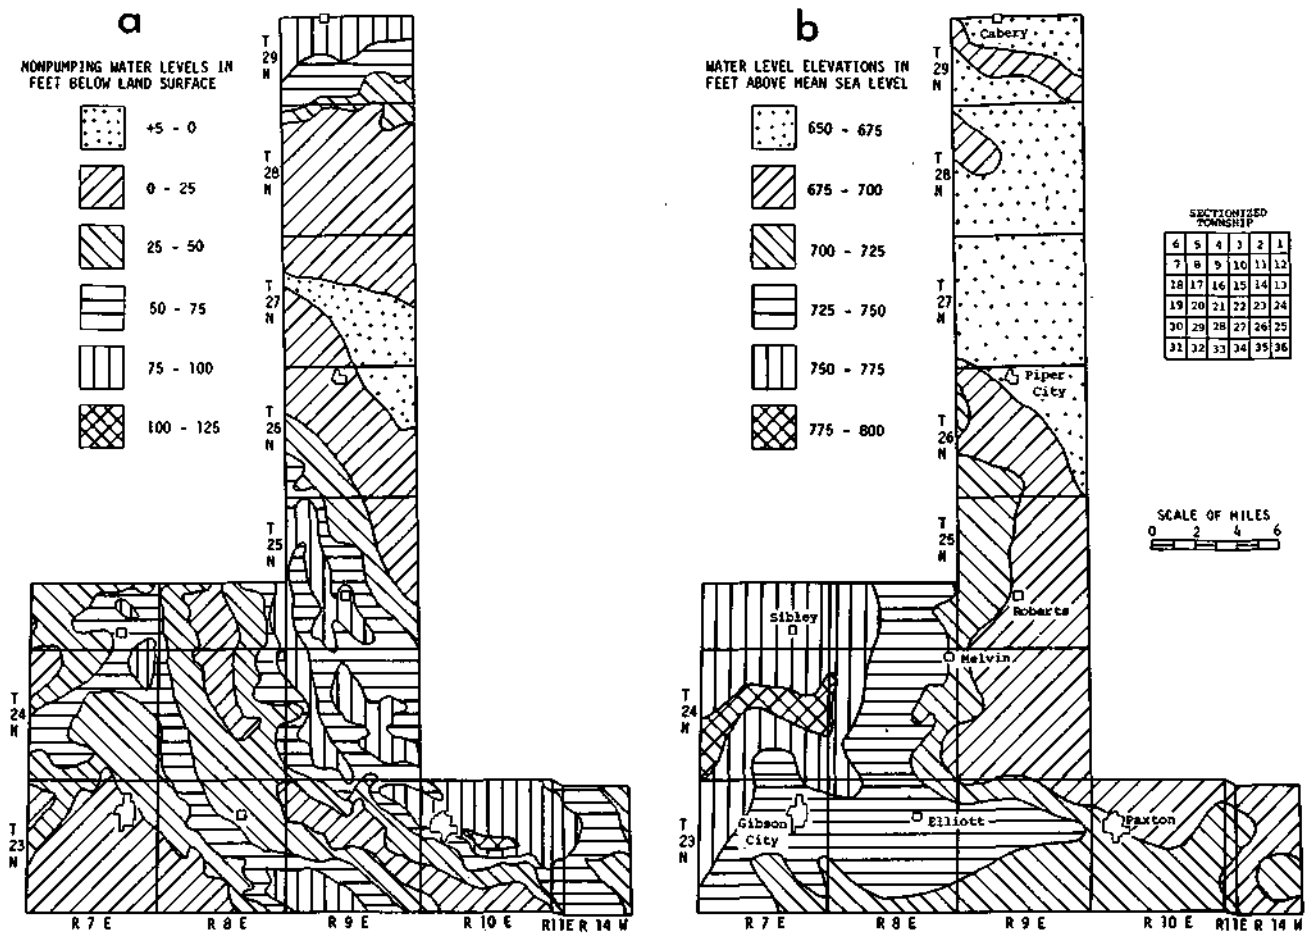 a
NONPUMPING WATER LEVELS IN
FEET BELOW LAND SURFACE
+5 - 0
0 - 25
25 - 50
50 - 75
75 - 100
100 - 125
T
29
N
T
28
N
T
27
N
T
26
N
T
25
N
T
24
N
T
23
N
R 7 E
R 8 E
R 9 E
R 10 E
R11E
R 14 W
b
WATER LEVEL ELEVATIONS IN
FEET ABOVE MEAN SEA LEVEL
650 - 675
675 - 700
700 - 725
725 - 750
750 - 775
775 - 800
T
29
N
T
28
N
T
27
N
T
26
N
T
25
N
T
24
N
T
23
N
Cabery
Piper
City
Roberts
Sibley
Melvin
Gibson
City
Elliott
Paxton
R 7 E
R 8 E
R 9 E
R 10 E
R11E
R 14 W
SECTIONIZED
TOWNSHIP
6 5 4 3 2 1
7 8 9 10 11 12
18 17 16 15 14 13
19 20 21 22 23 24
30 29 28 27 26 25
31 32 33 34 35 36
SCALE OF MILES
0 2 4 6